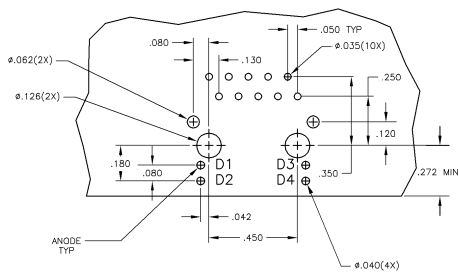 .050 TYP
.080
ø.035(10X)
.130
ø.062(2X)
.250
ø.126(2X)
.120
.180
D1
D3
.272 MIN
.080
D2
D4
.350
.042
ANODE
TYP
.450
ø.040(4X)